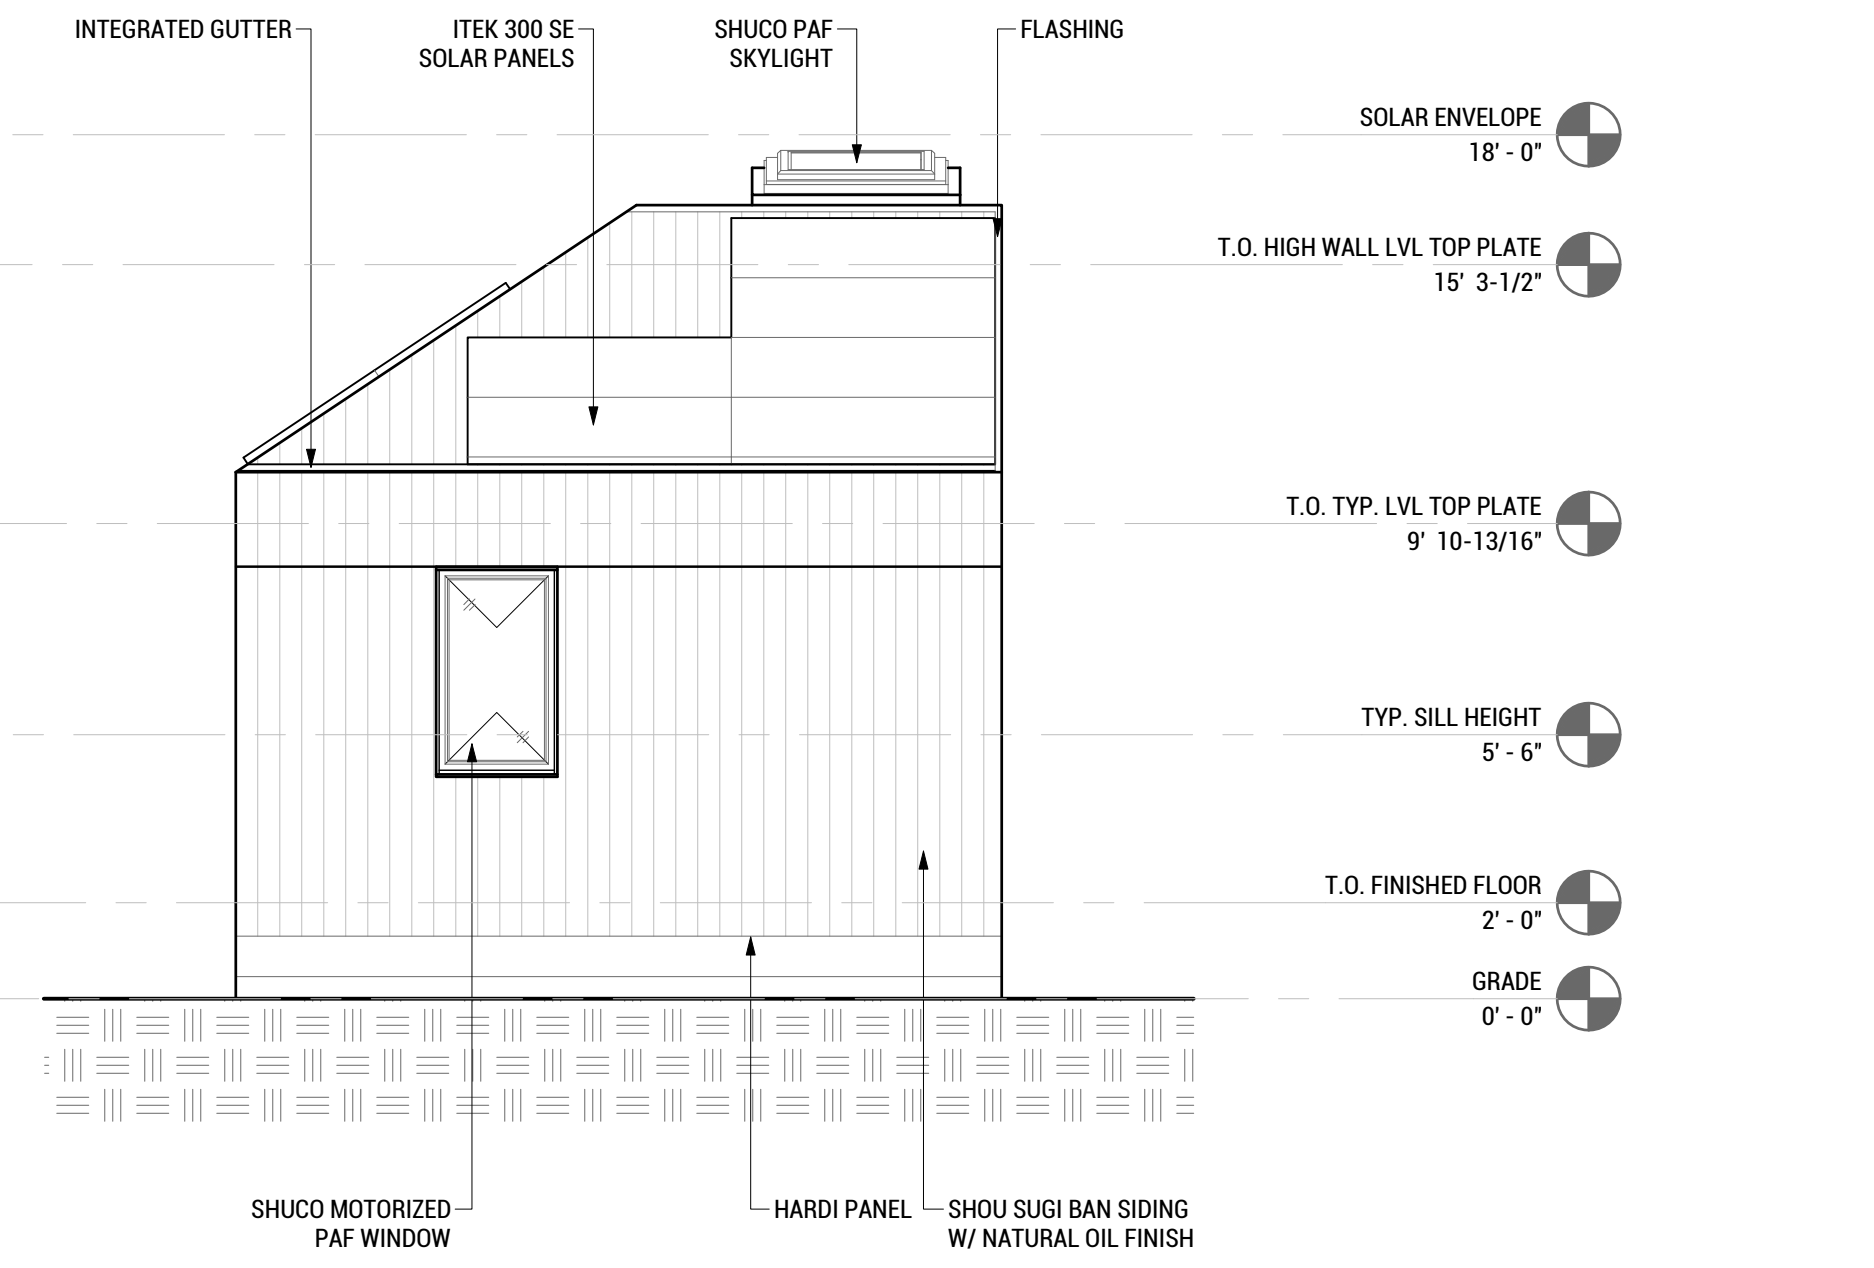 INTEGRATED GUTTER
ITEK 300 SE
SOLAR PANELS
SHUCO PAF
SKYLIGHT
FLASHING
SOLAR ENVELOPE
18' - 0"
T.O. HIGH WALL LVL TOP PLATE
15'  3-1/2"
T.O. TYP. LVL TOP PLATE
9'  10-13/16"
TYP. SILL HEIGHT
5' - 6"
T.O. FINISHED FLOOR
2' - 0"
GRADE
0' - 0"
SHUCO MOTORIZED
PAF WINDOW
HARDI PANEL
SHOU SUGI BAN SIDING
W/ NATURAL OIL FINISH